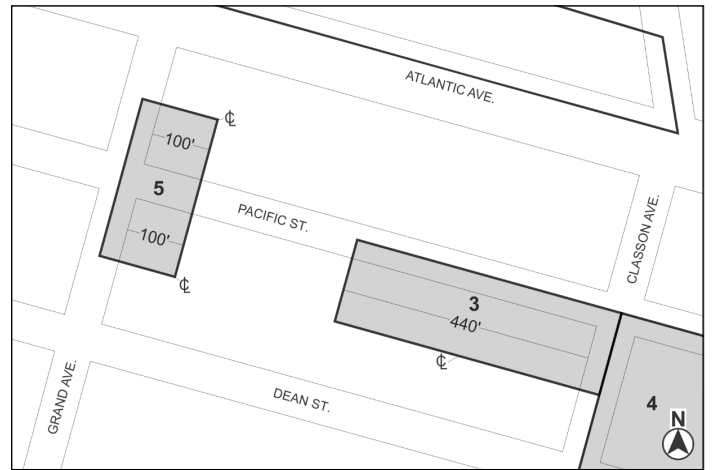 ATLANTIC AVE.
℄
100'
5
PACIFIC ST.
CLASSON AVE.
100'
℄
3
440'
℄
GRAND AVE.
DEAN ST.
4
N